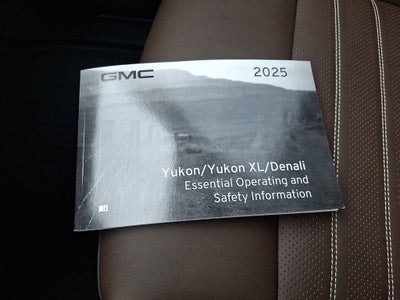 GMC
2025
Yukon/Yukon XL/Denali
Essential Operating and
Safety Information